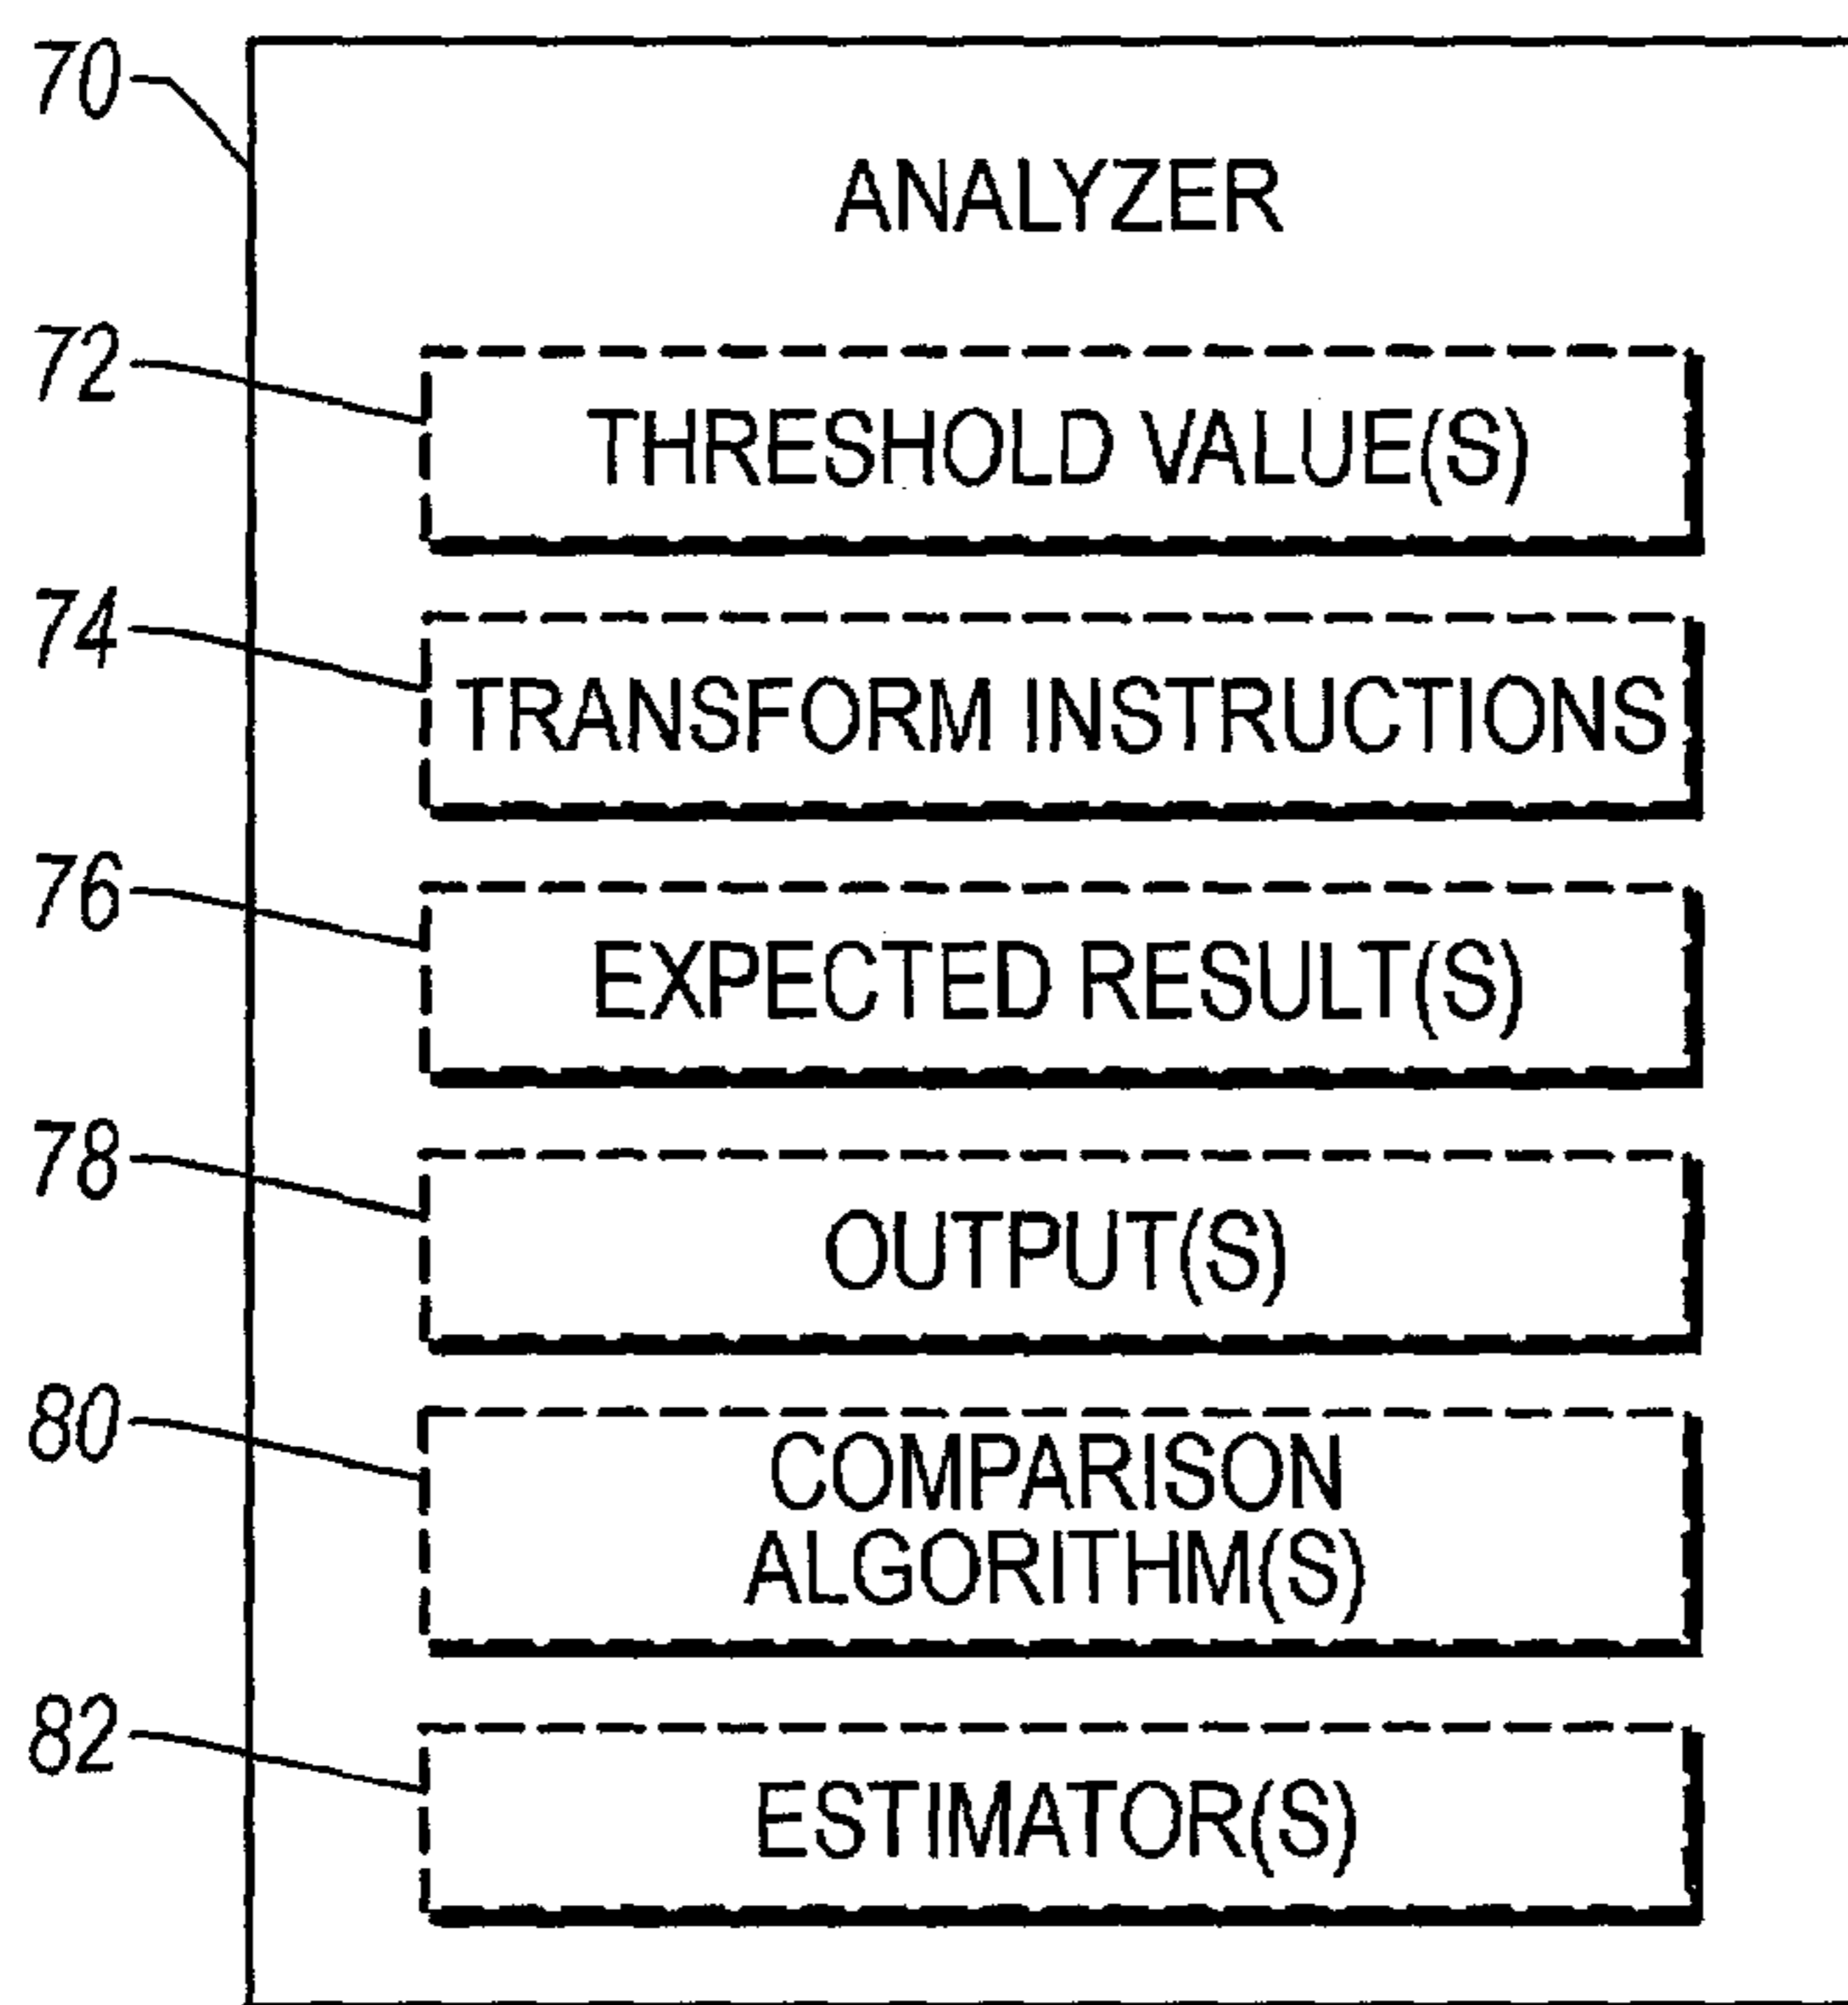 70
ANALYZER
72
THRESHOLD VALUE(S)
74
TRANSFORM INSTRUCTIONS
76
EXPECTED RESULT(S)
78
OUTPUT(S)
80
COMPARISON
ALGORITHM(S)
82
ESTIMATOR(S)